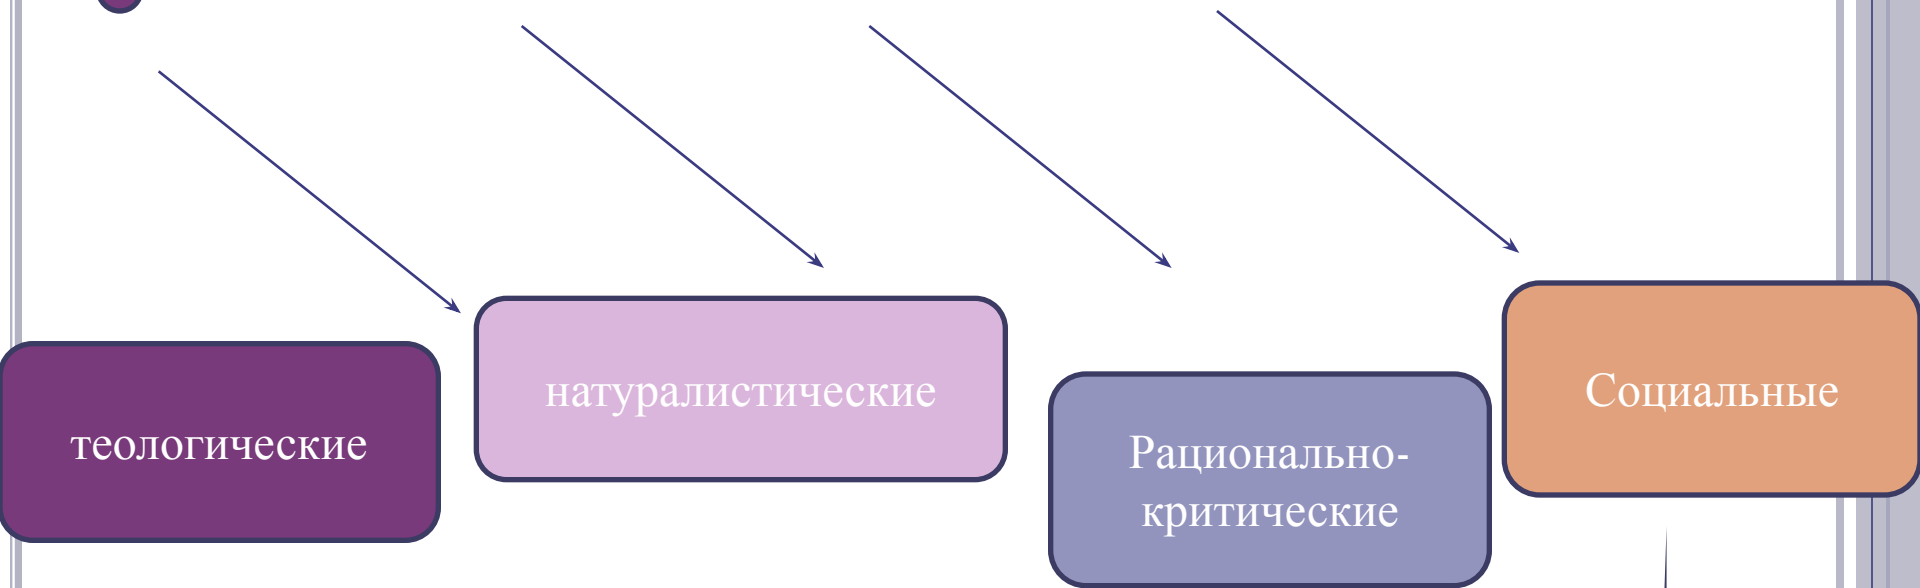 теологические
натуралистические
Рационально-
критические
Социальные